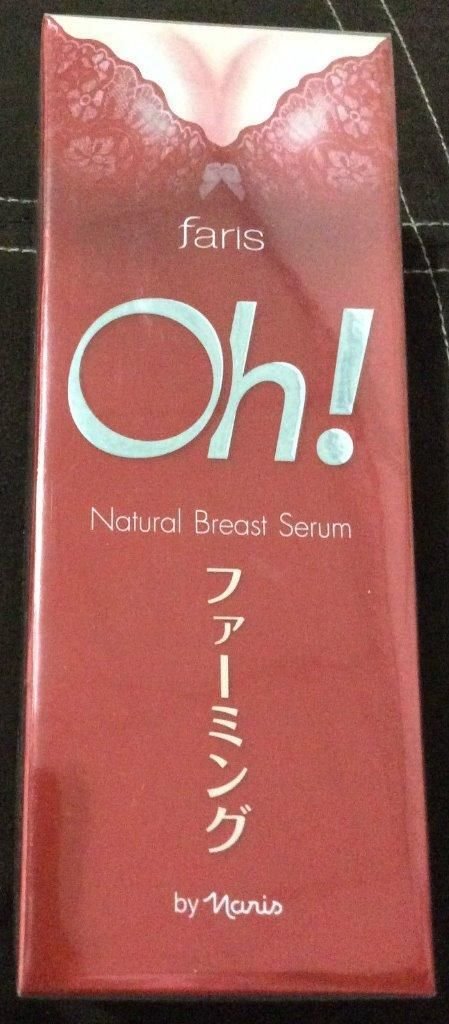 faris
Oh!
Natural Breast Serum
ファーミング
by Naris